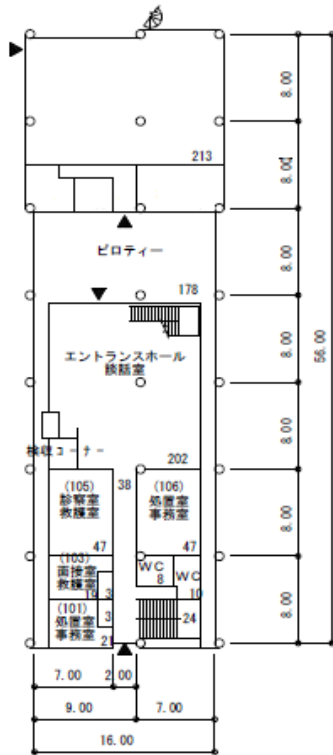 213
8.00
8.00
ピロティー
178
8.00
エントランスホール
談話室
8.00
56.00
検収コーナー
202
8.00
(105)
診察室
救護室
38
(106)
処置室
事務室
8.00
47
47
(103)
面接室
救護室
WC
8
WC
19
3
10
8.00
(101)
処置室
事務室
3
24
21
7.00
2.00
9.00
7.00
16.00